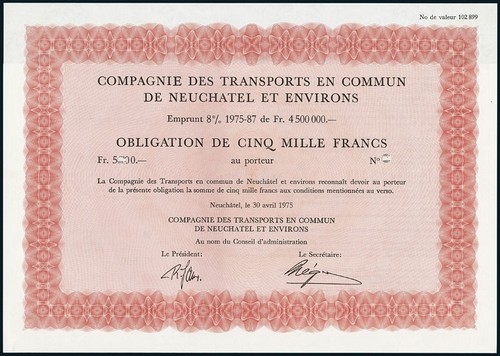 No de valeur 102 899
COMPAGNIE DES TRANSPORTS EN COMMUN
DE NEUCHATEL ET ENVIRONS
Emprunt 8% 1975-87 de Fr. 4 500 000.—
OBLIGATION DE CINQ MILLE FRANCS
Fr. 5 00.— au porteur No
La Compagnie des Transports en commun de Neuchâtel et environs reconnaît devoir au porteur
de la présente obligation la somme de cinq mille francs aux conditions mentionnées au verso.
Neuchâtel, le 30 avril 1975
COMPAGNIE DES TRANSPORTS EN COMMUN
DE NEUCHATEL ET ENVIRONS
Au nom du Conseil d'administration
Le Président: Le Secrétaire: